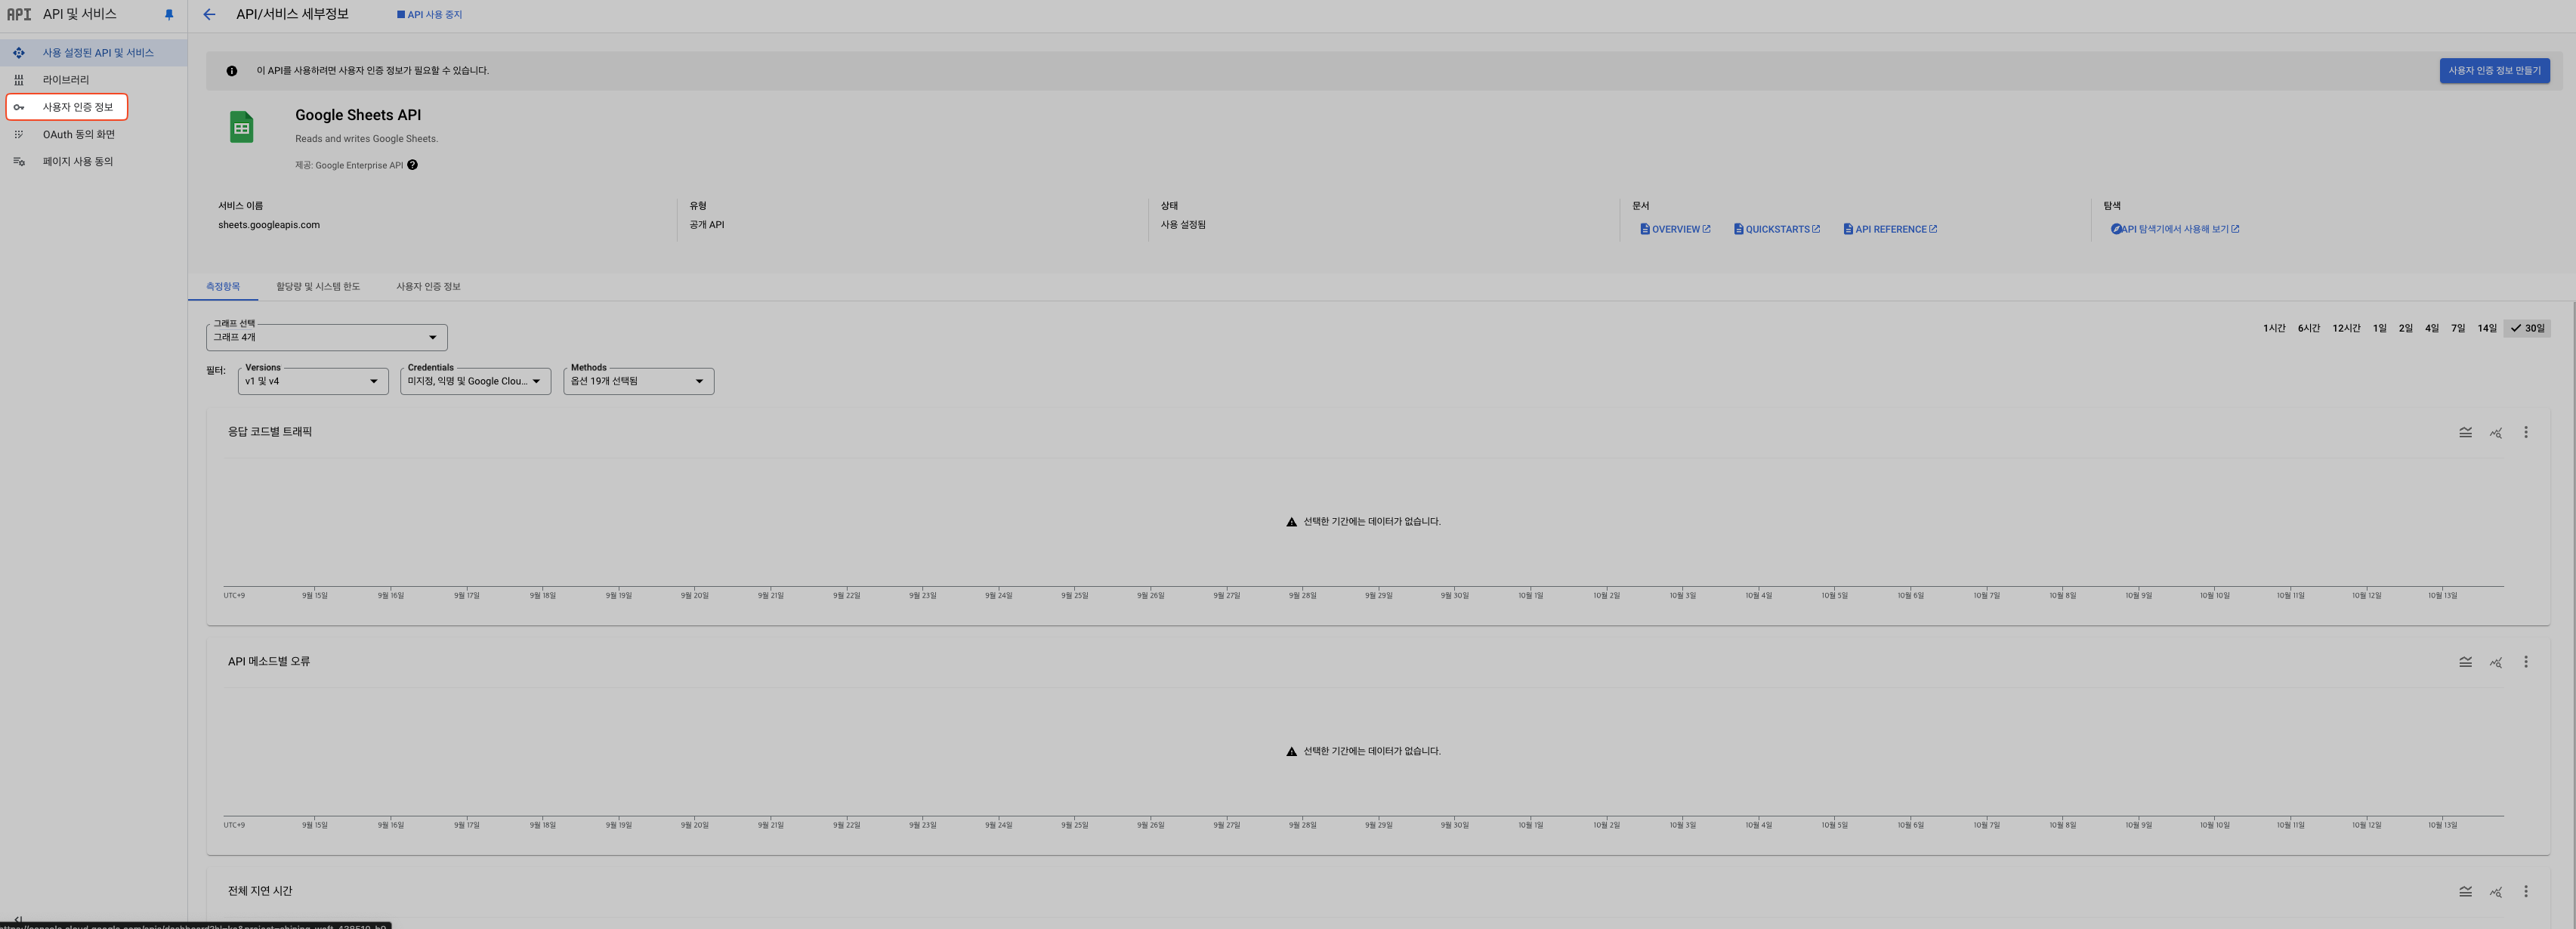 API API 및 서비스
API/서비스 세부정보
API 사용 중지
사용 설정된 API 및 서비스
라이브러리
사용자 인증 정보
OAuth 동의 화면
페이지 사용 동의
이 API를 사용하려면 사용자 인증 정보가 필요할 수 있습니다.
사용자 인증 정보 만들기
Google Sheets API
Reads and writes Google Sheets.
제공: Google Enterprise API
서비스 이름
sheets.googleapis.com
유형
공개 API
상태
사용 설정됨
문서
OVERVIEW QUICKSTARTS API REFERENCE
탐색
API 탐색기에서 사용해 보기
측정항목 할당량 및 시스템 한도 사용자 인증 정보
그래프 선택
그래프 4개
1시간 6시간 12시간 1일 2일 4일 7일 14일 30일
필터:
Versions
v1 및 v4
Credentials
미지정, 익명 및 Google Clou...
Methods
옵션 19개 선택됨
응답 코드별 트래픽
선택한 기간에는 데이터가 없습니다.
UTC+9 9월 15일 9월 16일 9월 17일 9월 18일 9월 19일 9월 20일 9월 21일 9월 22일 9월 23일 9월 24일 9월 25일 9월 26일 9월 27일 9월 28일 9월 29일 9월 30일 10월 1일 10월 2일 10월 3일 10월 4일 10월 5일 10월 6일 10월 7일 10월 8일 10월 9일 10월 10일 10월 11일 10월 12일 10월 13일
API 메소드별 오류
선택한 기간에는 데이터가 없습니다.
UTC+9 9월 15일 9월 16일 9월 17일 9월 18일 9월 19일 9월 20일 9월 21일 9월 22일 9월 23일 9월 24일 9월 25일 9월 26일 9월 27일 9월 28일 9월 29일 9월 30일 10월 1일 10월 2일 10월 3일 10월 4일 10월 5일 10월 6일 10월 7일 10월 8일 10월 9일 10월 10일 10월 11일 10월 12일 10월 13일
전체 지연 시간